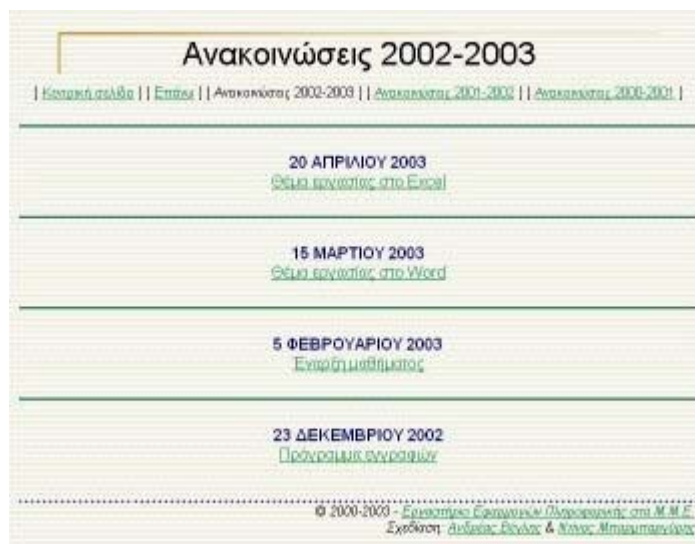 Ανακοινώσεις 2002-2003
| Κεντρική σελίδα | | Επάνω | | Ανακοινώσεις 2002-2003 | | Ανακοινώσεις 2001-2002 | | Ανακοινώσεις 2000-2001 |
20 ΑΠΡΙΛΙΟΥ 2003
Θέμα εργασίας στο Excel
15 ΜΑΡΤΙΟΥ 2003
Θέμα εργασίας στο Word
5 ΦΕΒΡΟΥΑΡΙΟΥ 2003
Έναρξη μαθήματος
23 ΔΕΚΕΜΒΡΙΟΥ 2002
Πρόγραμμα εγγραφών
© 2000-2003 - Εργαστήριο Εφαρμογών Πληροφορικής στα Μ.Μ.Ε.
Σχεδίαση: Ανδρέας Βέγλης &